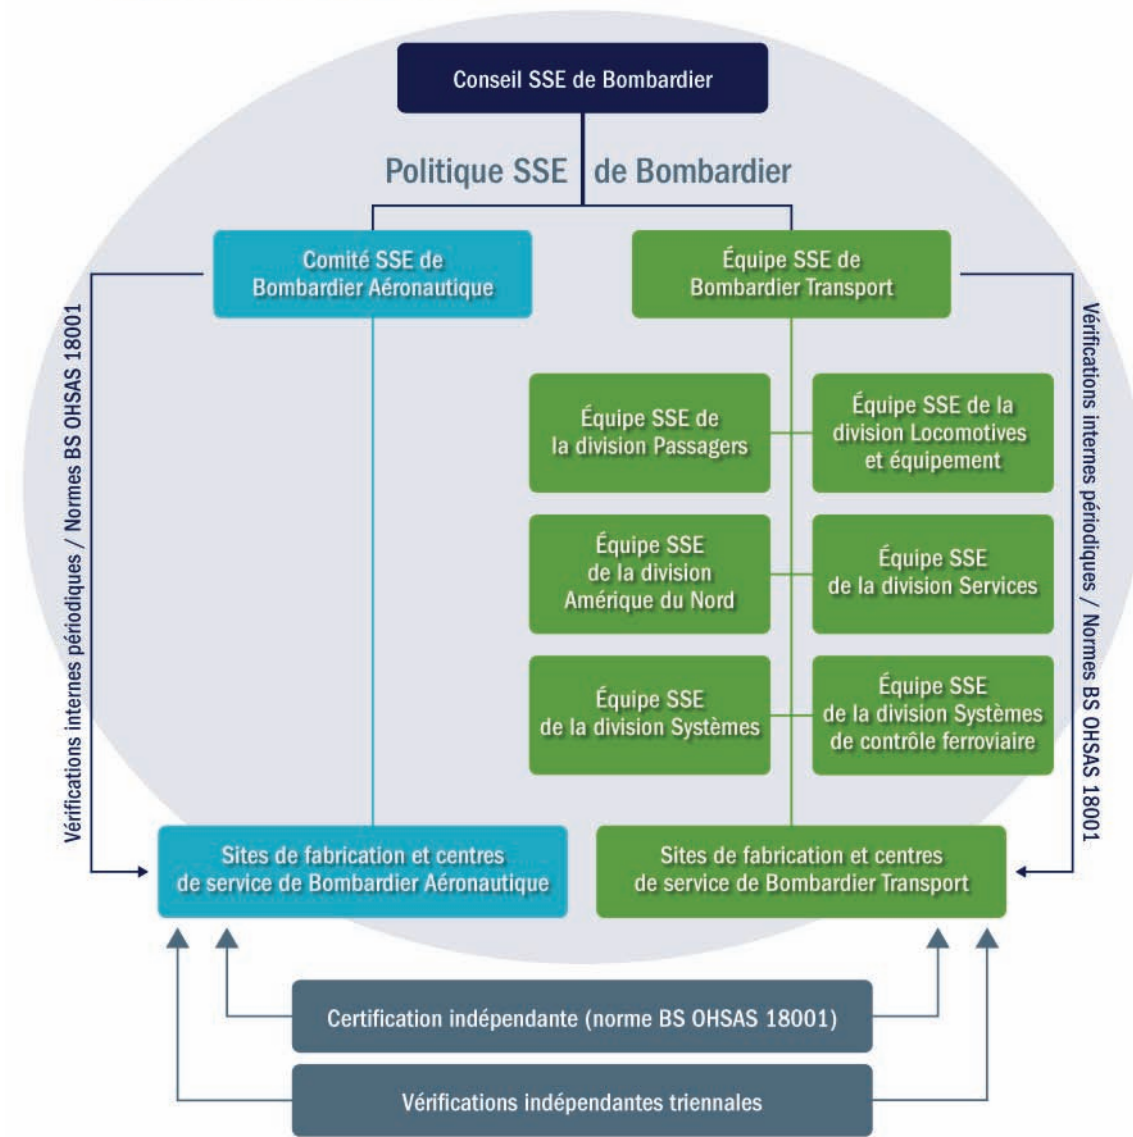 Conseil SSE de Bombardier
Politique SSE de Bombardier
Comité SSE de
Bombardier Aéronautique
Équipe SSE de
Bombardier Transport
Vérifications internes périodiques / Normes BS OHSAS 18001
Vérifications internes périodiques / Normes BS OHSAS 18001
Équipe SSE de
la division Passagers
Équipe SSE de la
division Locomotives
et équipement
Équipe SSE
de la division
Amérique du Nord
Équipe SSE
de la division Services
Équipe SSE
de la division Systèmes
Équipe SSE
de la division Systèmes
de contrôle ferroviaire
Sites de fabrication et centres
de service de Bombardier Aéronautique
Sites de fabrication et centres
de service de Bombardier Transport
Certification indépendante (norme BS OHSAS 18001)
Vérifications indépendantes triennales